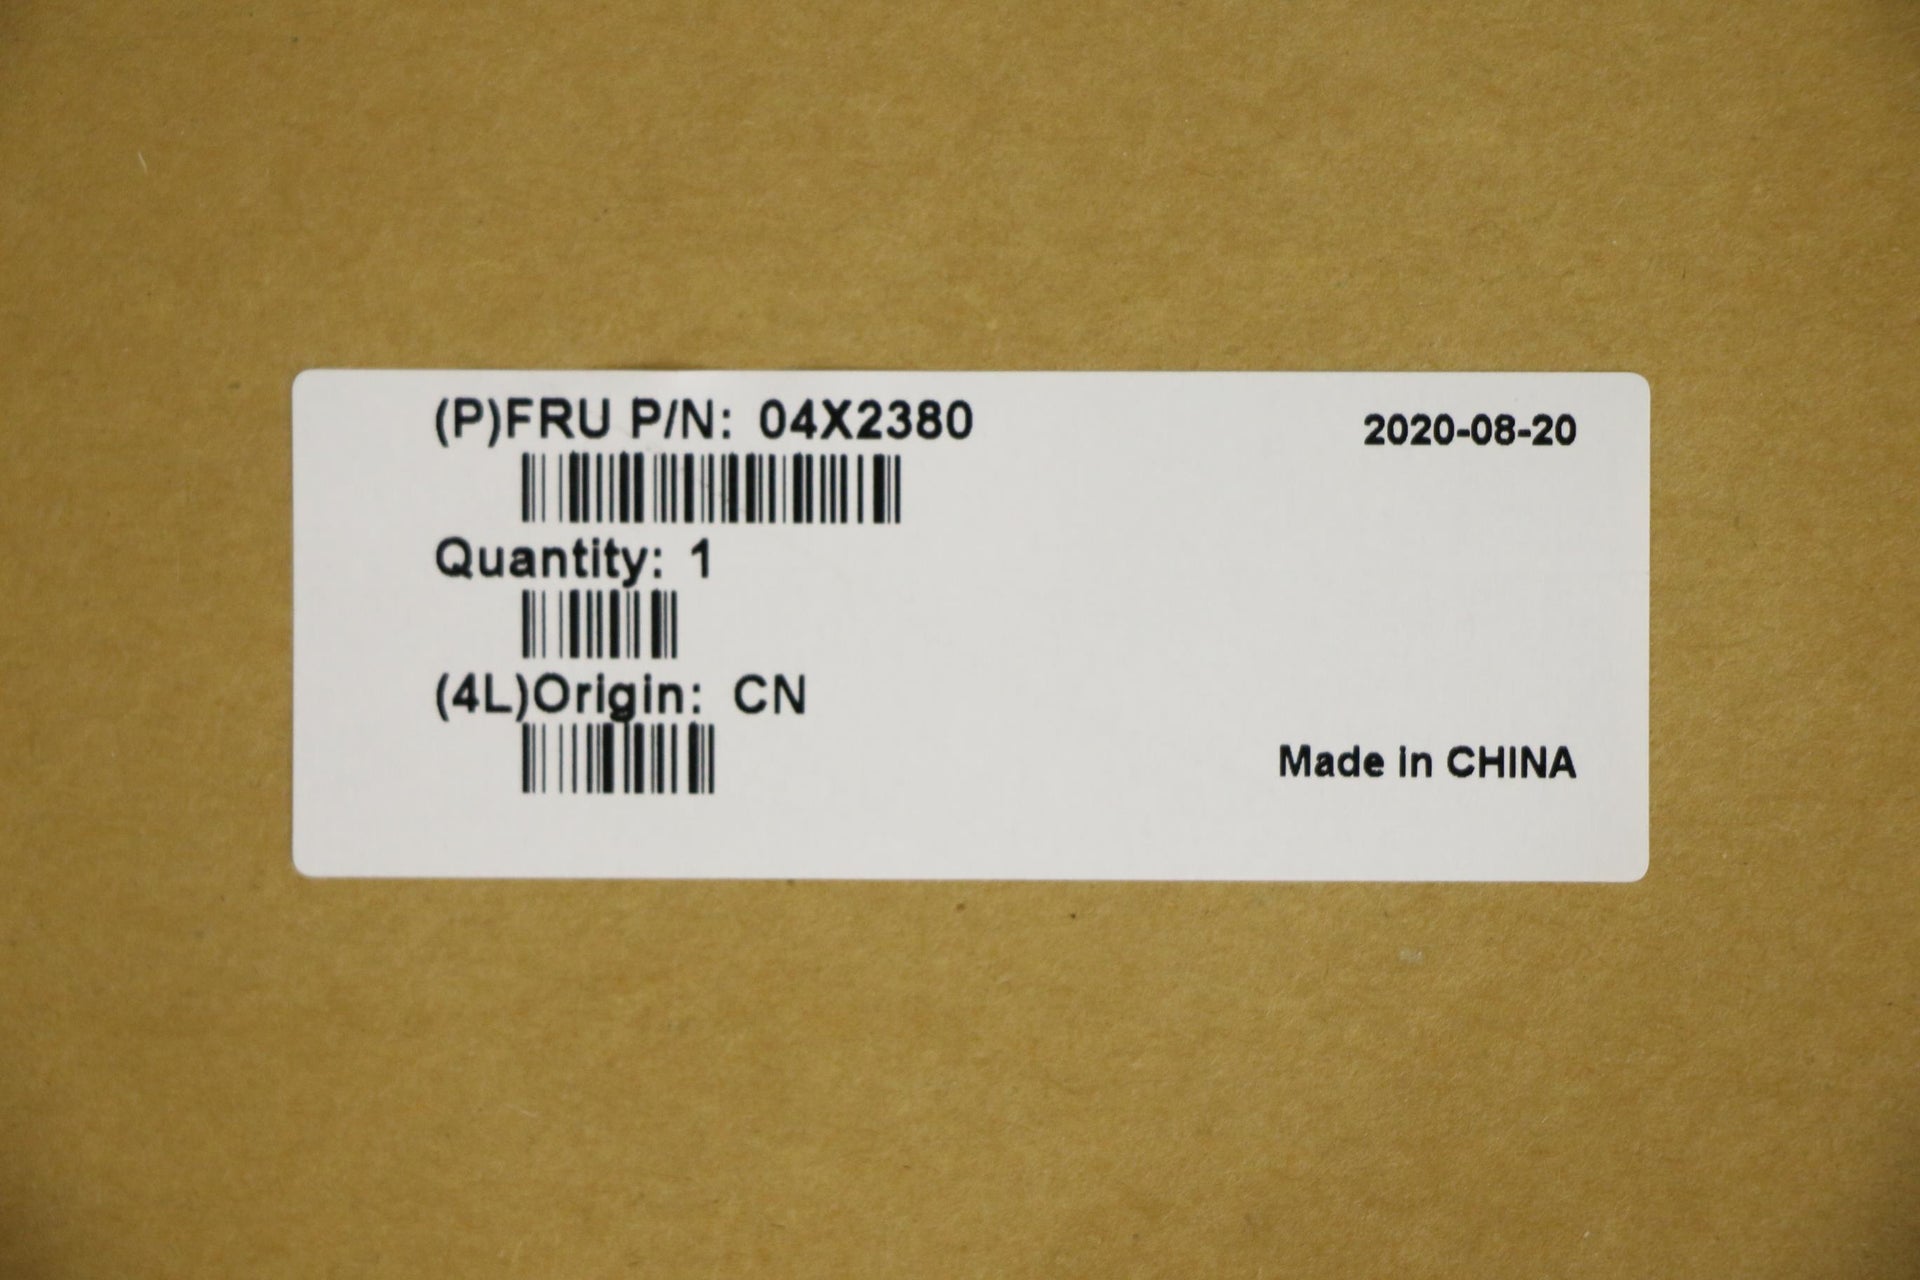 (P)FRU P/N: 04X2380
2020-08-20
Quantity: 1
(4L)Origin: CN
Made in CHINA